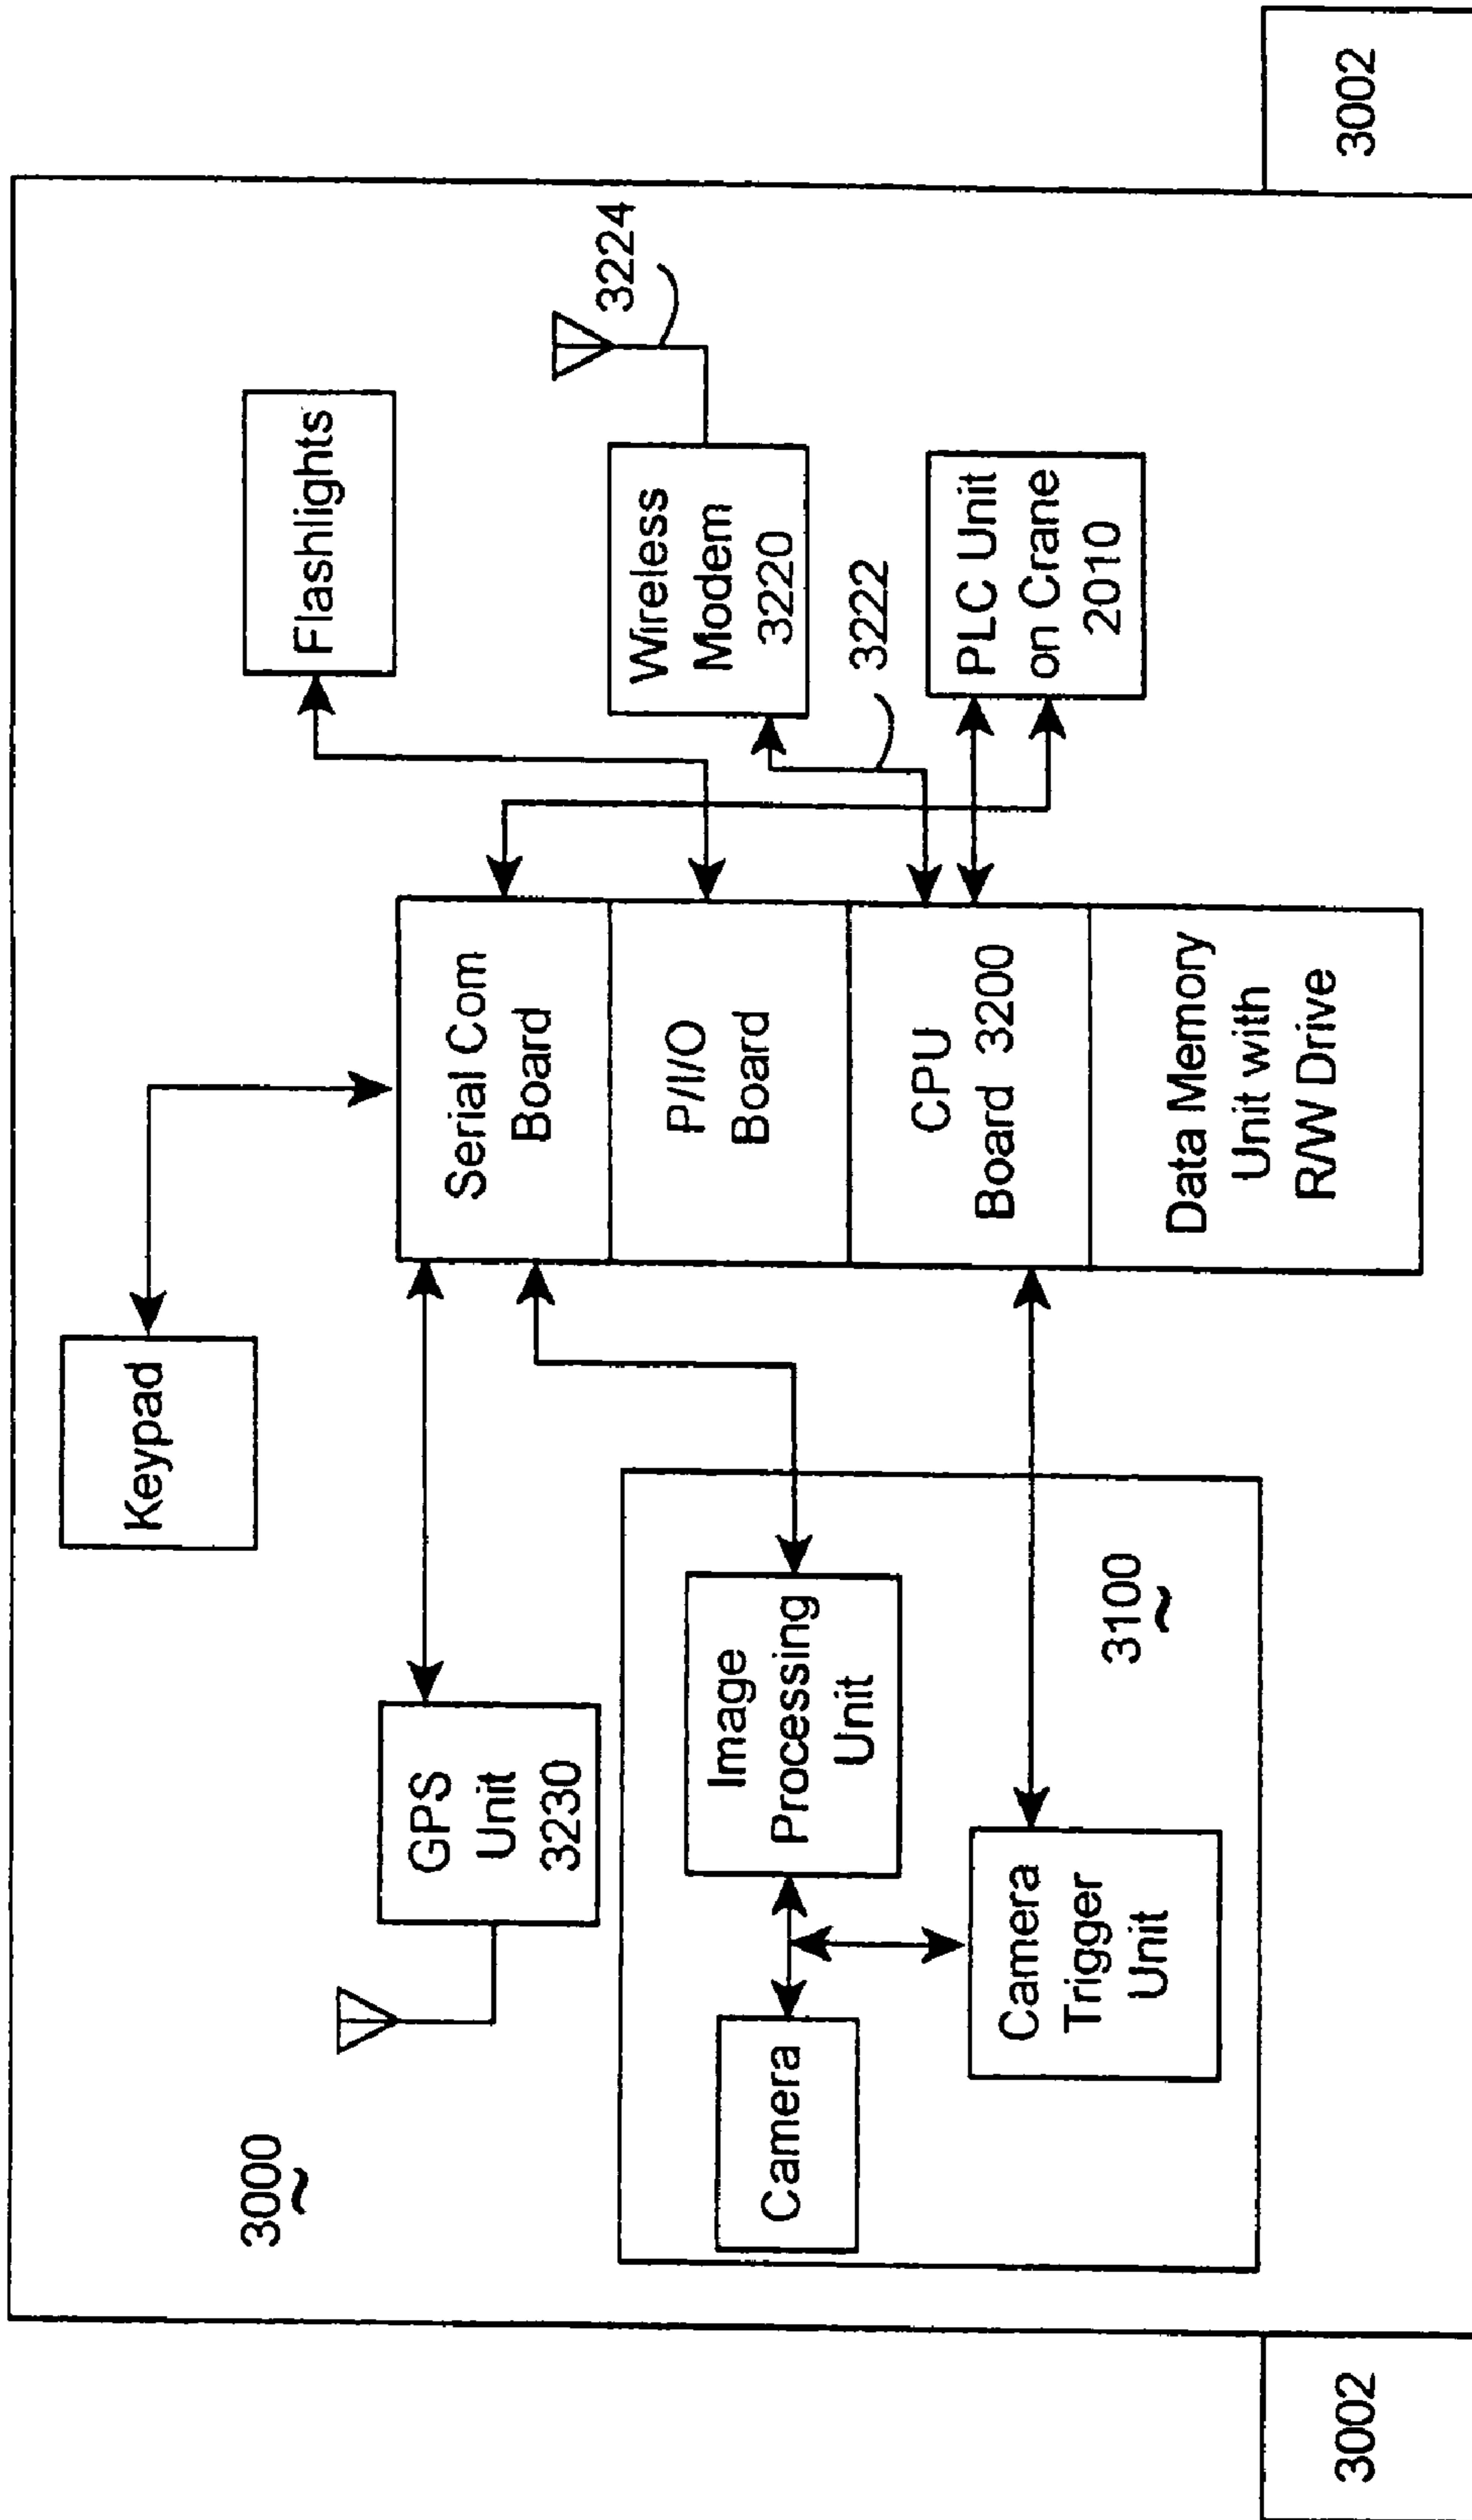 3000
Keypad
Flashlights
GPS
Unit
3230
Serial Com
Board
3224
Image
Processing
Unit
P/I/O
Board
Wireless
Modem
3220
Camera
3222
Camera
Trigger
Unit
CPU
Board 3200
PLC Unit
on Crane
2010
3100
Data Memory
Unit with
R/W Drive
3002
3002